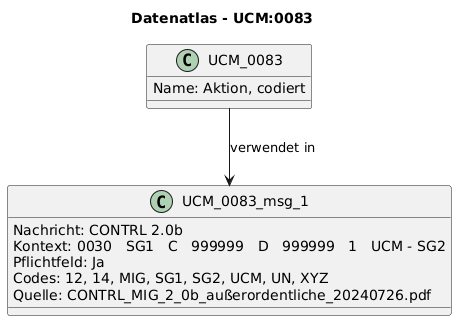 Datenatlas - UCM:0083
C UCM_0083
Name: Aktion, codiert
verwendet in
C UCM_0083_msg_1
Nachricht: CONTRL 2.0b
Kontext: 0030   SG1   C   999999   D   999999   1   UCM - SG2
Pflichtfeld: Ja
Codes: 12, 14, MIG, SG1, SG2, UCM, UN, XYZ
Quelle: CONTRL_MIG_2_0b_außerordentliche_20240726.pdf